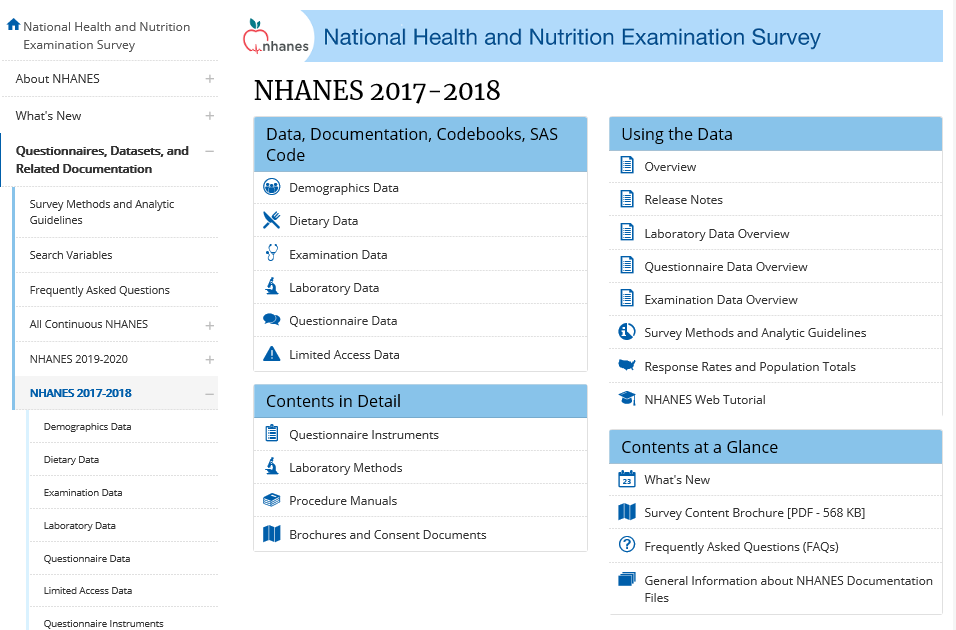 National Health and Nutrition
Examination Survey
About NHANES
What's New
Questionnaires, Datasets, and
Related Documentation
Survey Methods and Analytic
Guidelines
Search Variables
Frequently Asked Questions
All Continuous NHANES
NHANES 2019-2020
NHANES 2017-2018
Demographics Data
Dietary Data
Examination Data
Laboratory Data
Questionnaire Data
Limited Access Data
Questionnaire Instruments
nhanes
National Health and Nutrition Examination Survey
NHANES 2017-2018
Data, Documentation, Codebooks, SAS
Code
Demographics Data
Dietary Data
Examination Data
Laboratory Data
Questionnaire Data
Limited Access Data
Contents in Detail
Questionnaire Instruments
Laboratory Methods
Procedure Manuals
Brochures and Consent Documents
Using the Data
Overview
Release Notes
Laboratory Data Overview
Questionnaire Data Overview
Examination Data Overview
Survey Methods and Analytic Guidelines
Response Rates and Population Totals
NHANES Web Tutorial
Contents at a Glance
23
What's New
Survey Content Brochure [PDF - 568 KB]
Frequently Asked Questions (FAQs)
General Information about NHANES Documentation
Files